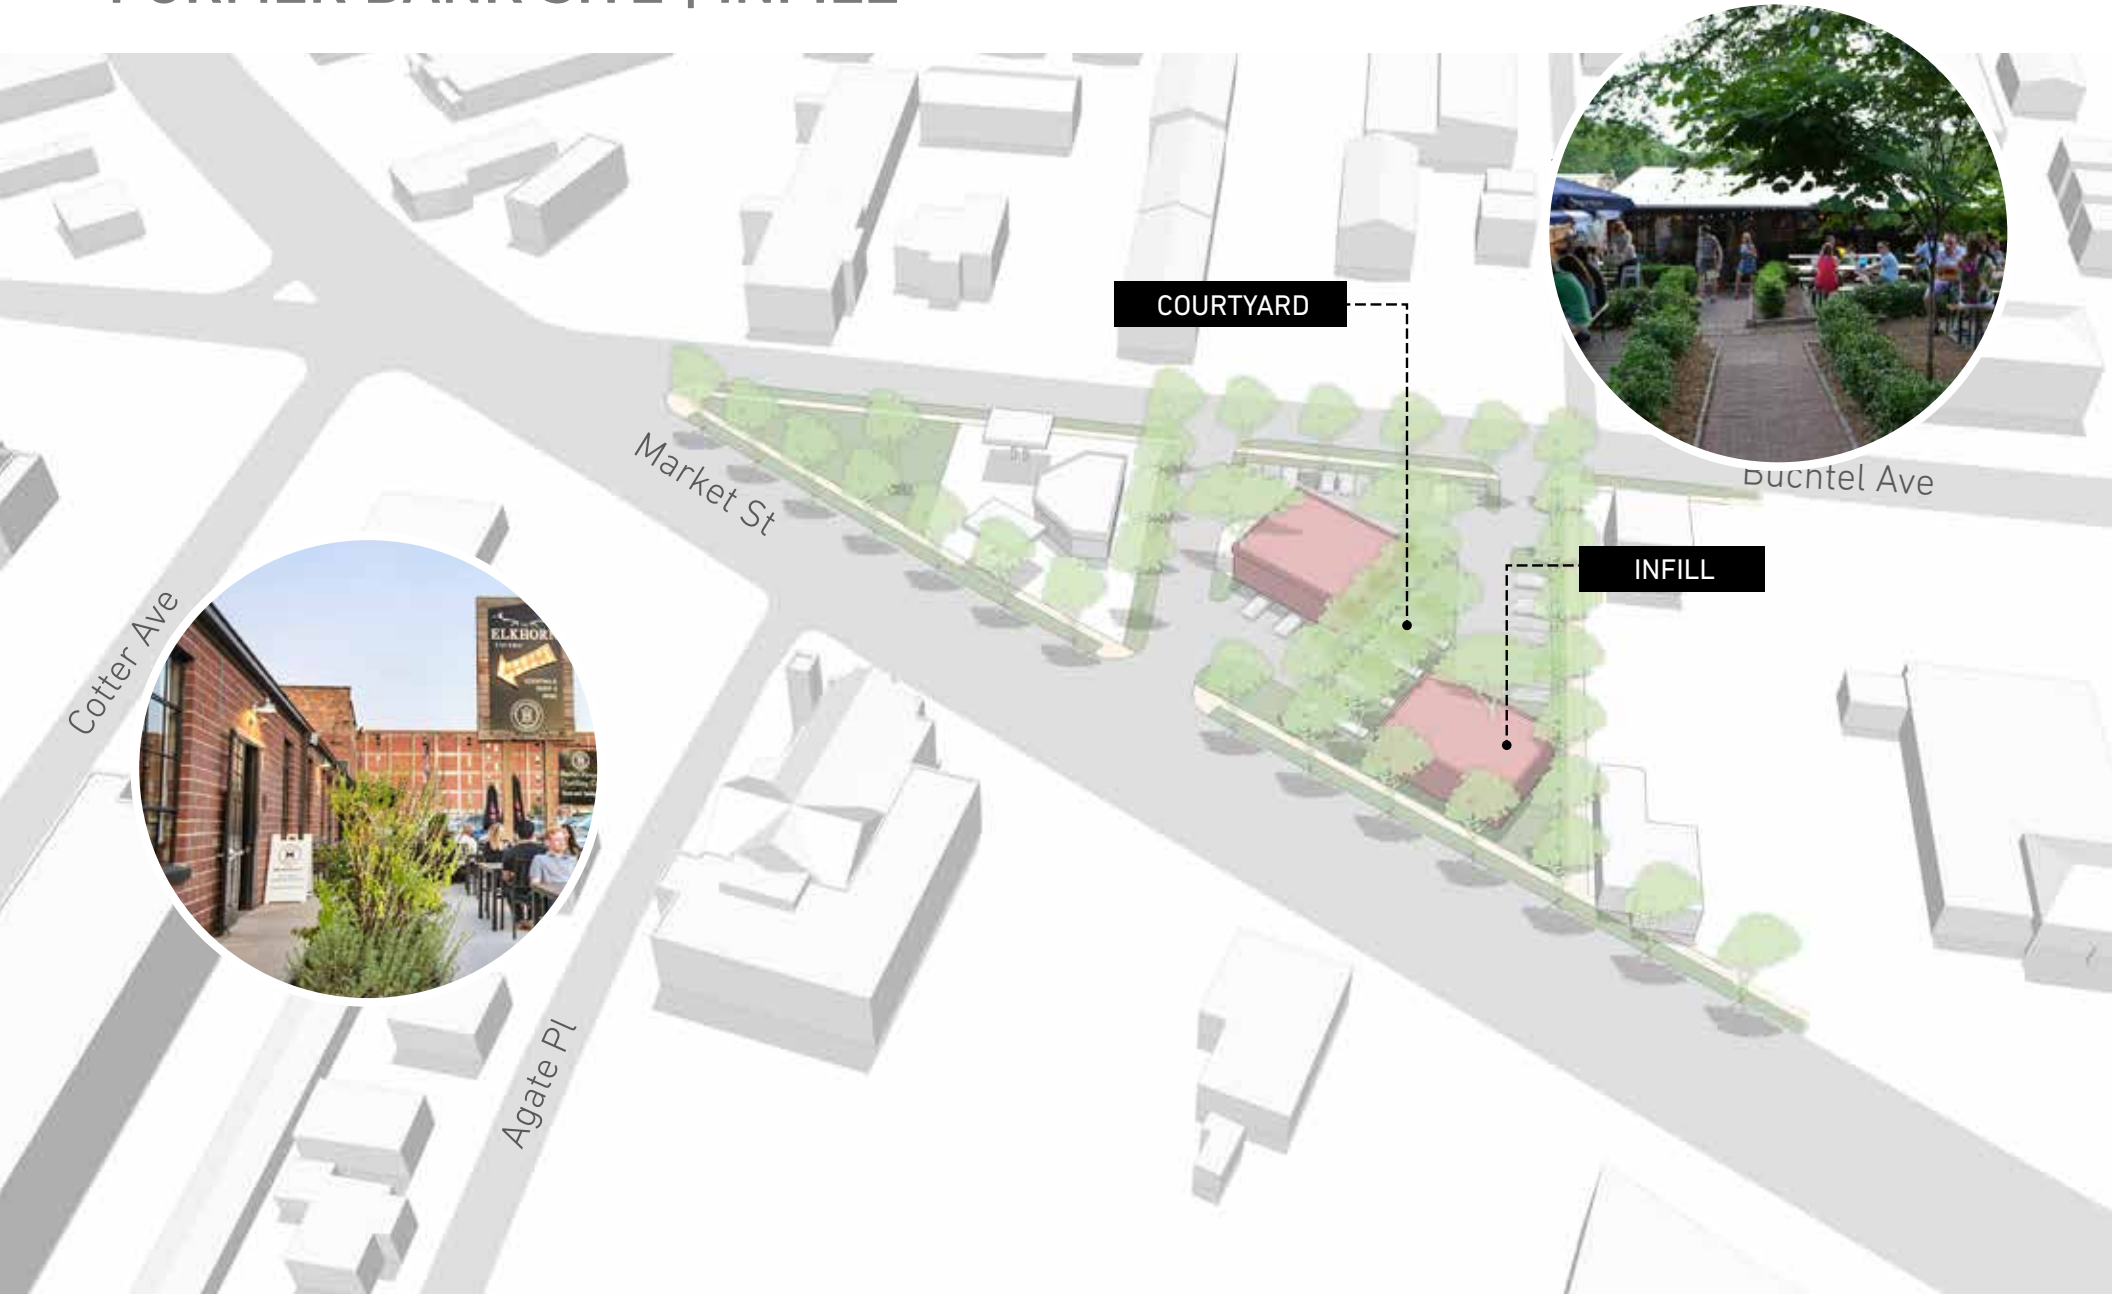 FORMER BANK SITE | INFILL
COURTYARD
Market St
Buchtel Ave
INFILL
Cotter Ave
ELKHORN
Agate Pl